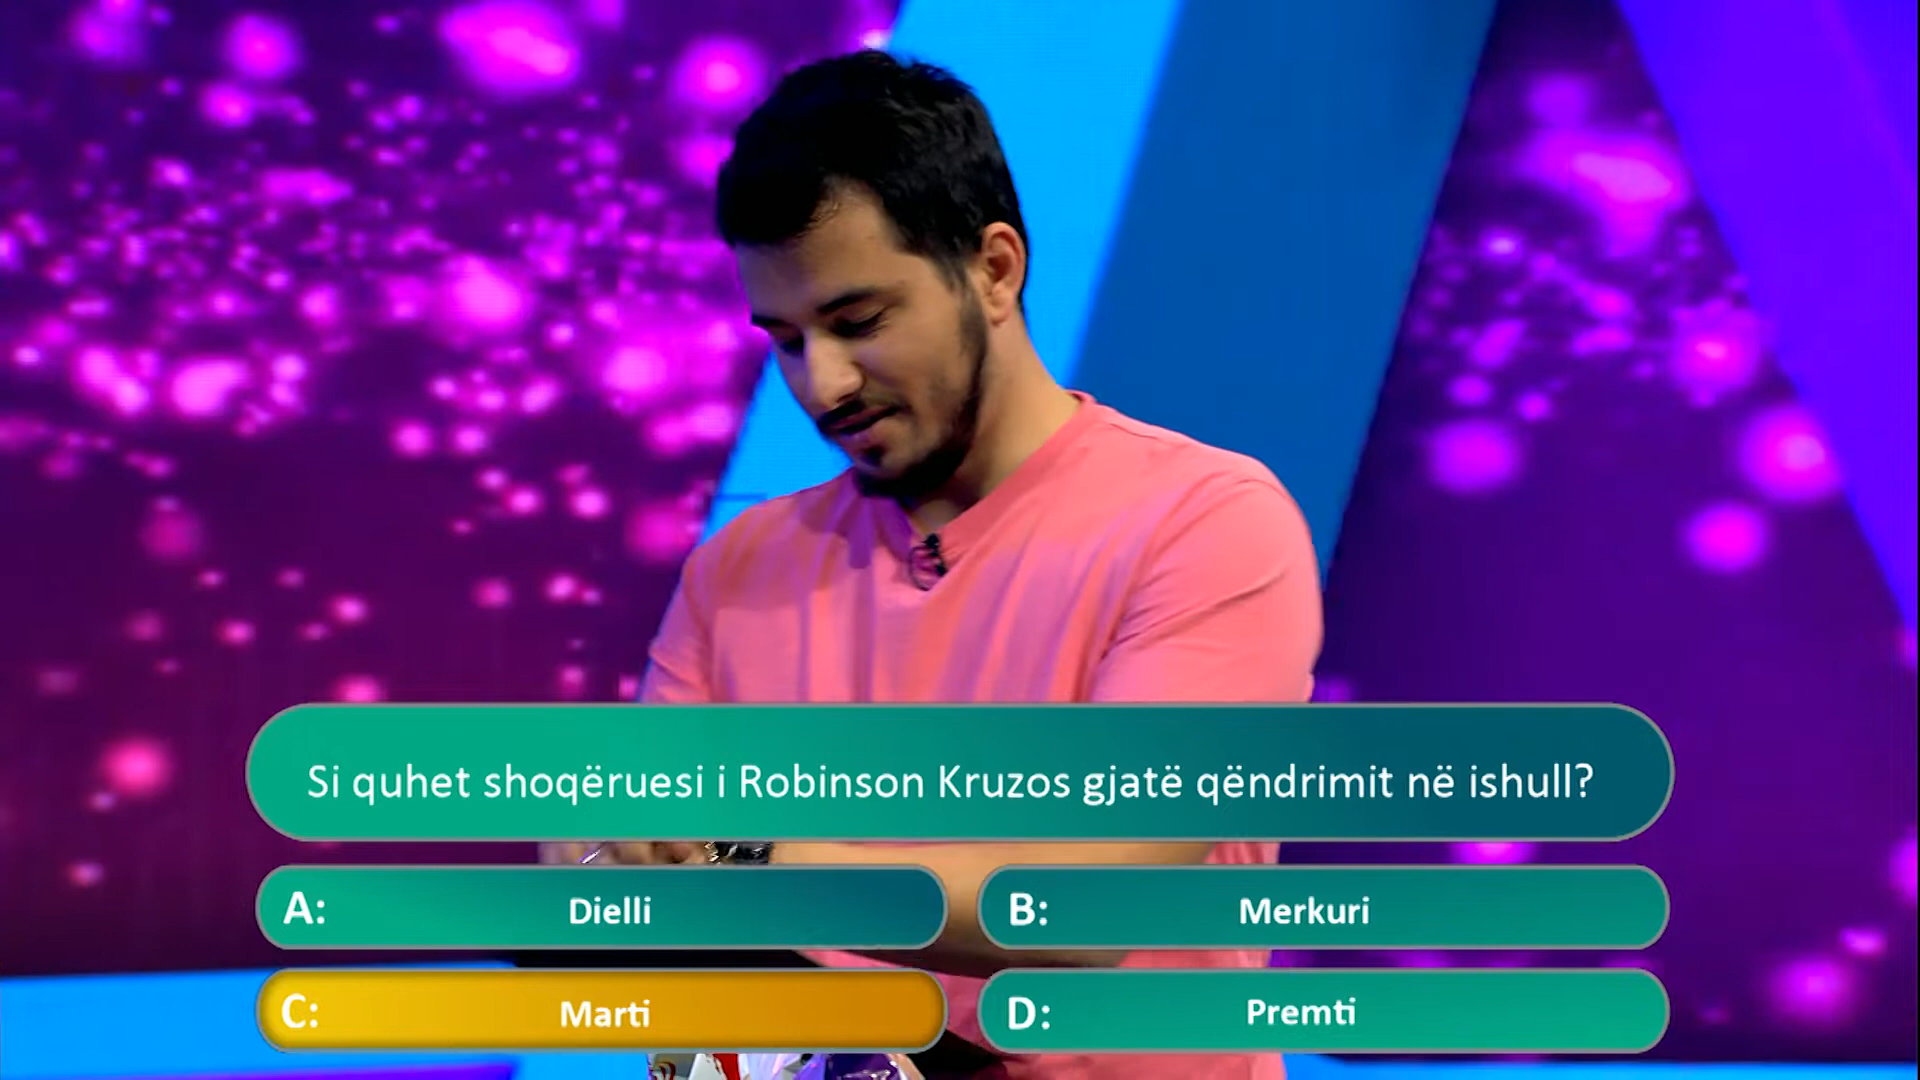 Si quhet shoqëruesi i Robinson Kruzos gjatë qëndrimit në ishull?
A: Dielli
B: Merkuri
C: Marti
D: Premti